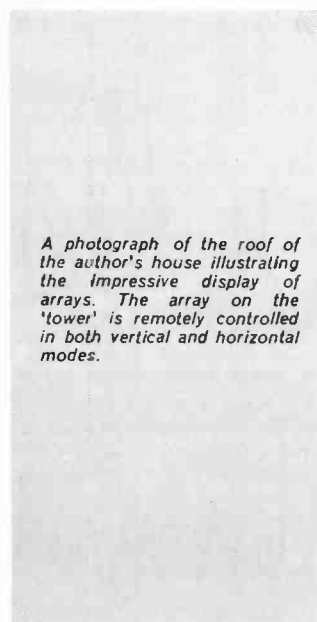 A photograph of the roof of
the author's house illustrating
the impressive display of
arrays. The array on the
'tower' is remotely controlled
in both vertical and horizontal
modes.